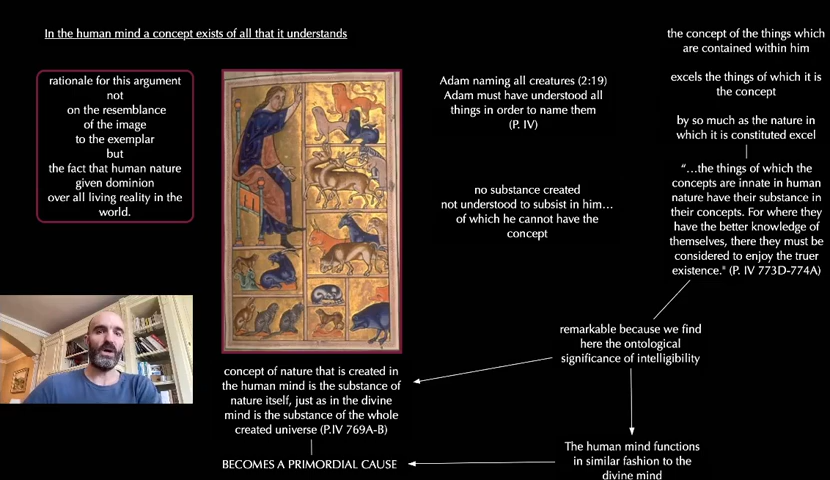 In the human mind a concept exists of all that it understands
rationale for this argument
not
on the resemblance
of the image
to the exemplar
but
the fact that human nature
given dominion
over all living reality in the
world.
Adam naming all creatures (2:19)
Adam must have understood all
things in order to name them
(P. IV)
no substance created
not understood to subsist in him…
of which he cannot have the
concept
the concept of the things which
are contained within him
excels the things of which it is
the concept
by so much as the nature in
which it is constituted excel
“…the things of which the
concepts are innate in human
nature have their substance in
their concepts. For where they
have the better knowledge of
themselves, there they must be
considered to enjoy the truer
existence." (P. IV 773D-774A)
remarkable because we find
here the ontological
significance of intelligibility
concept of nature that is created in
the human mind is the substance of
nature itself, just as in the divine
mind is the substance of the whole
created universe (P.IV 769A-B)
BECOMES A PRIMORDIAL CAUSE
The human mind functions
in similar fashion to the
divine mind